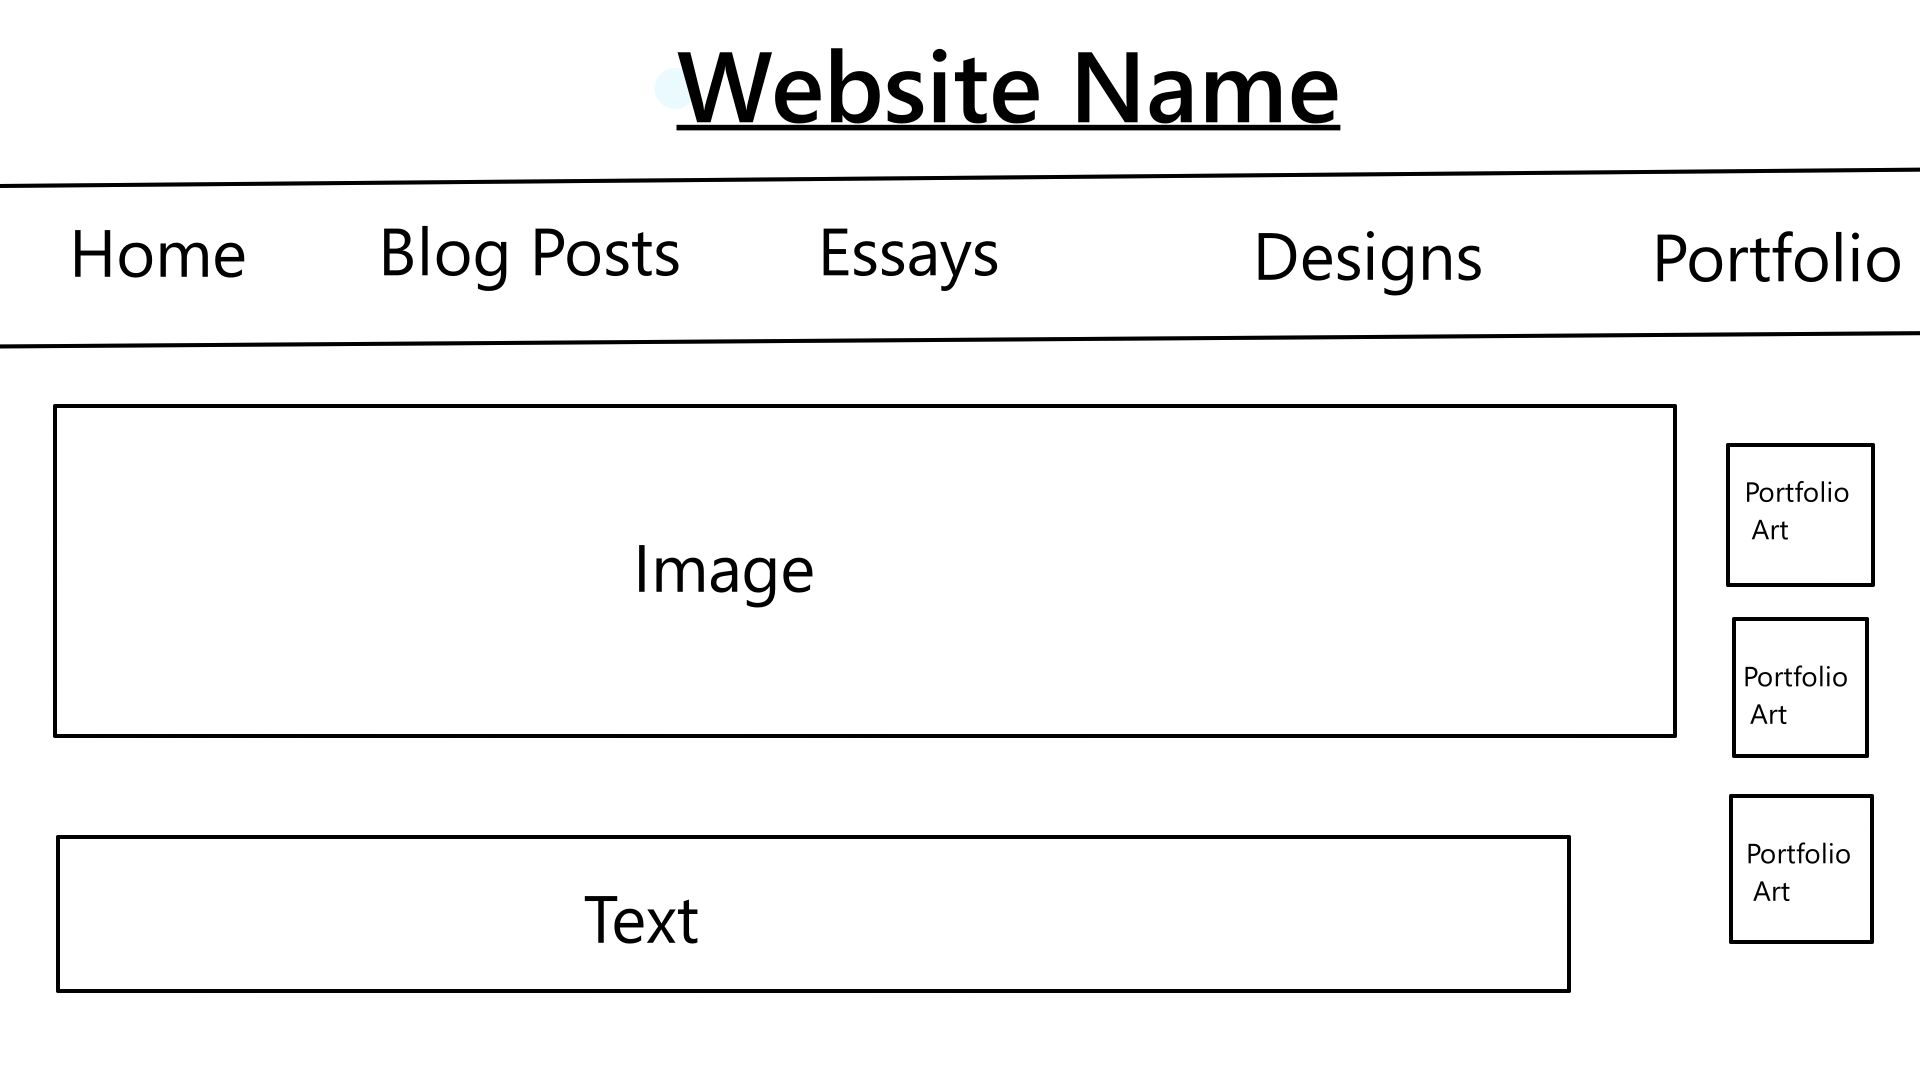 Website Name
Home Blog Posts Essays Designs Portfolio
Image
Portfolio
Art
Portfolio
Art
Text
Portfolio
Art